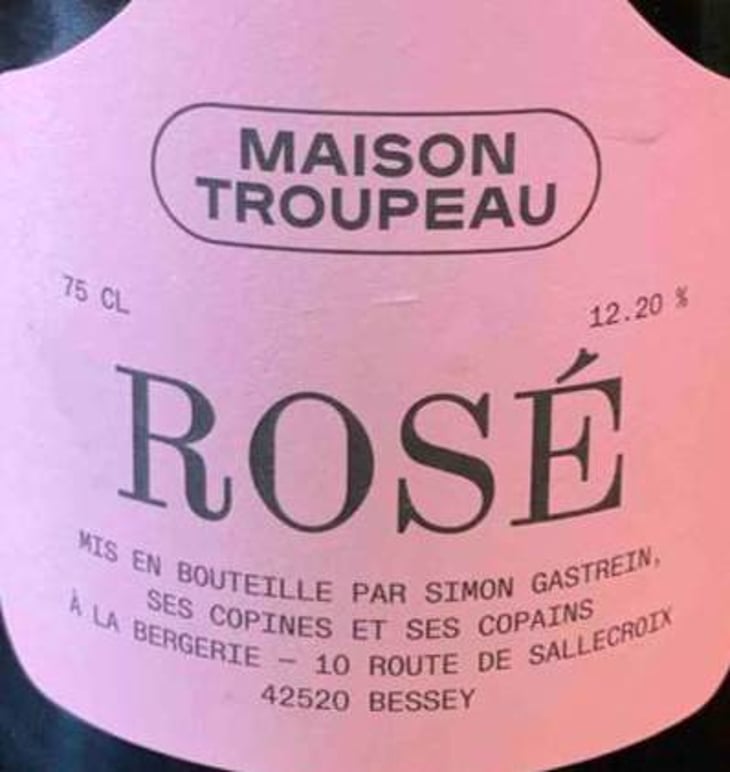 MAISON
TROUPEAU
75 CL
12.20 %
ROSÉ
MIS EN BOUTEILLE PAR SIMON GASTREIN,
SES COPINES ET SES COPAINS
À LA BERGERIE — 10 ROUTE DE SALLECROIX
42520 BESSEY